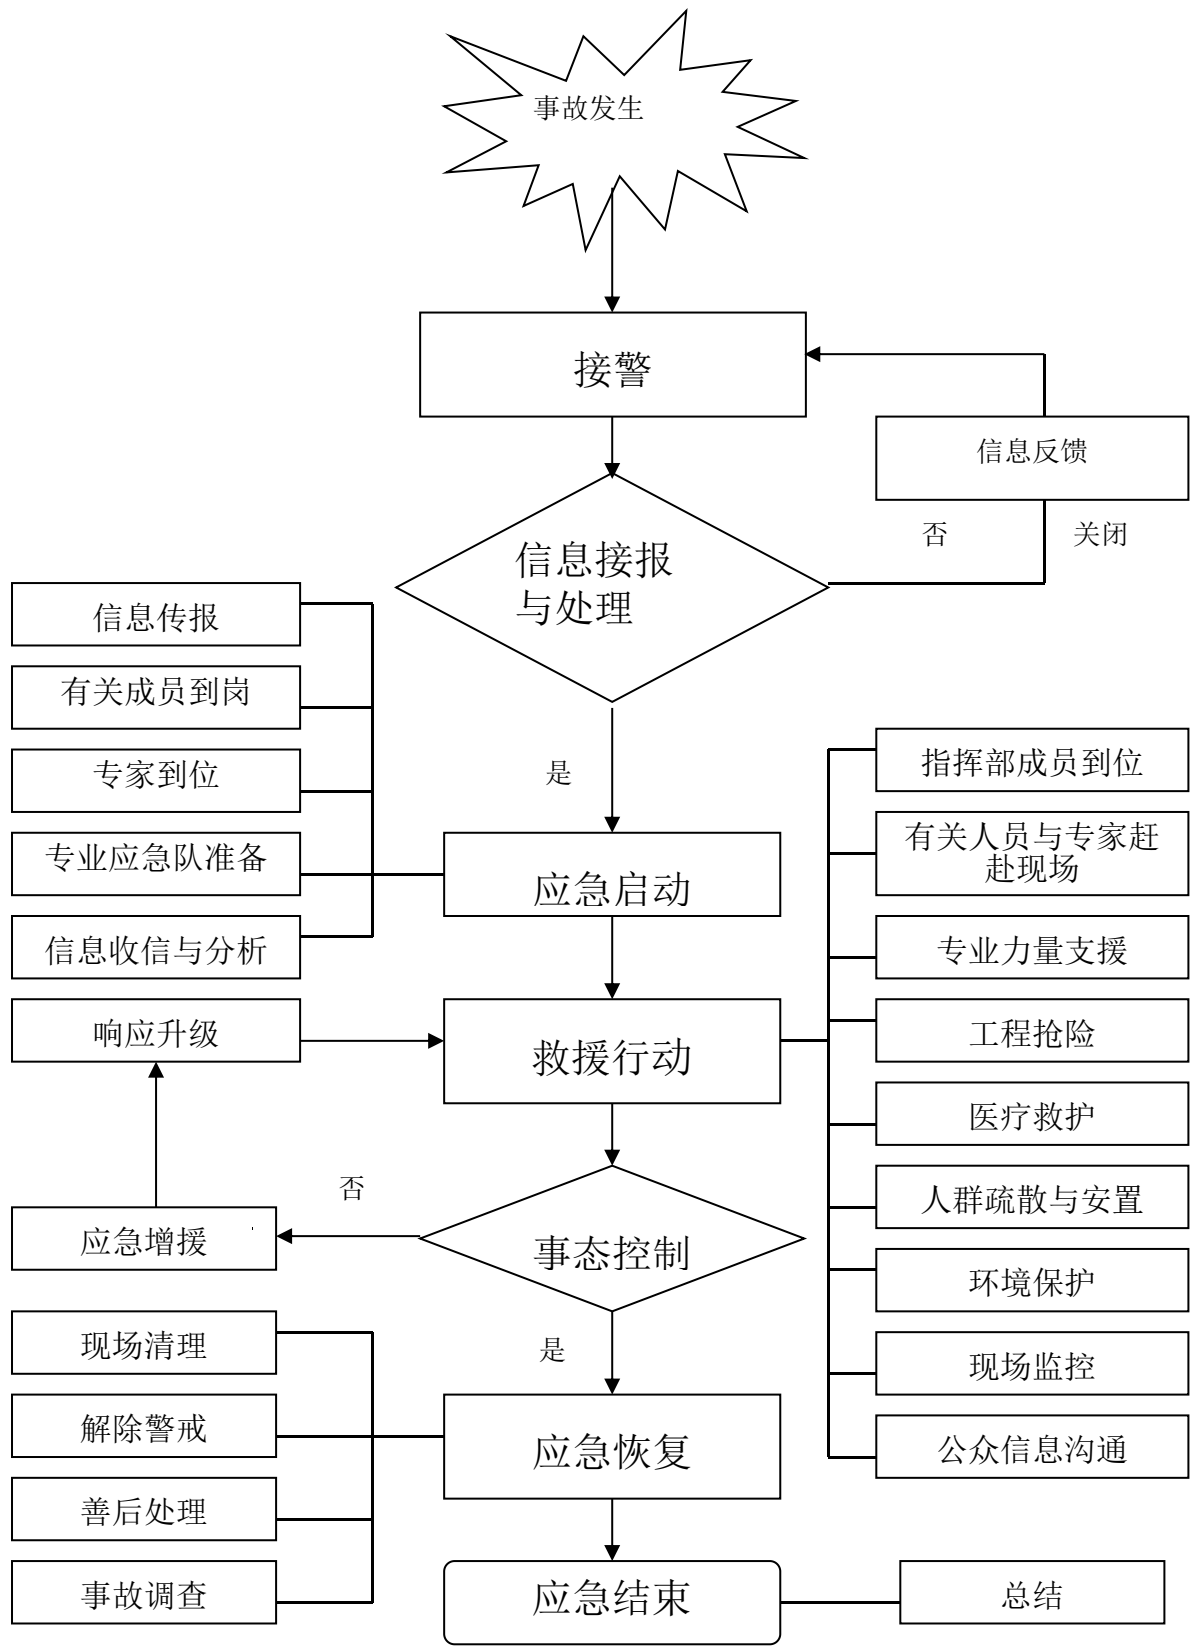 事故发生
接警
信息反馈
否
关闭
信息接报
与处理
信息传报
有关成员到岗
专家到位
专业应急队准备
信息收信与分析
是
应急启动
指挥部成员到位
有关人员与专家赶
赴现场
专业力量支援
工程抢险
医疗救护
人群疏散与安置
环境保护
现场监控
公众信息沟通
响应升级
救援行动
否
应急增援
事态控制
是
现场清理
解除警戒
善后处理
事故调查
应急恢复
应急结束
总结